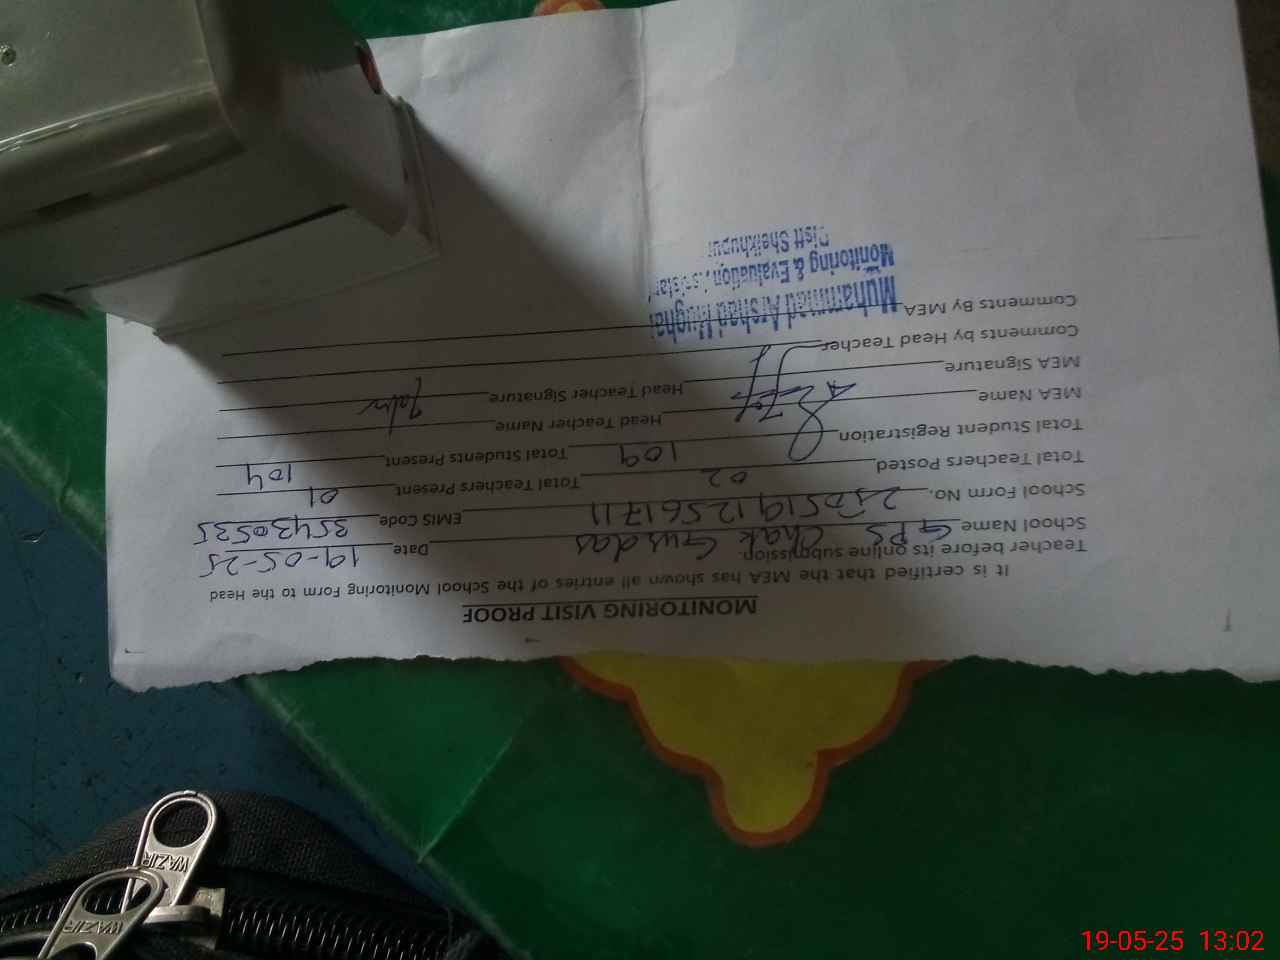 MONITORING VISIT PROOF
It is certified that the MEA has shown all entries of the School Monitoring Form to the Head
Teacher before its online submission.
School Name GPS Chak Gurdas Date 19-05-25
School Form No. 2505191256171 EMIS Code 35430535
Total Teachers Posted 02 Total Teachers Present 01
Total Student Registration 109 Total Students Present 104
MEA Name Head Teacher Name
MEA Signature Head Teacher Signature
Comments by Head Teacher
Comments By MEA
Muhammad Arshad Mughal
Monitoring & Evaluation Assistant
Distt Sheikhupur
WAZIR
WAZIR
19-05-25 13:02